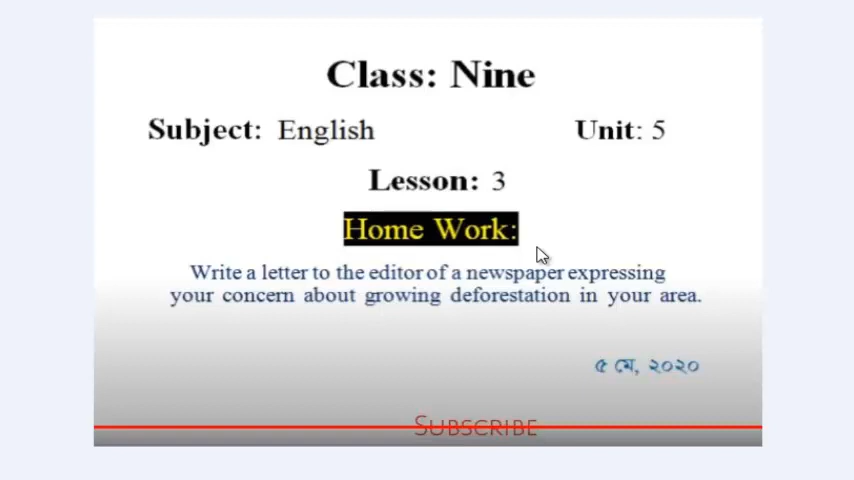 Class: Nine
Subject: English Unit: 5
Lesson: 3
Home Work:
Write a letter to the editor of a newspaper expressing
your concern about growing deforestation in your area.
৫ মে, ২০২০
SUBSCRIBE